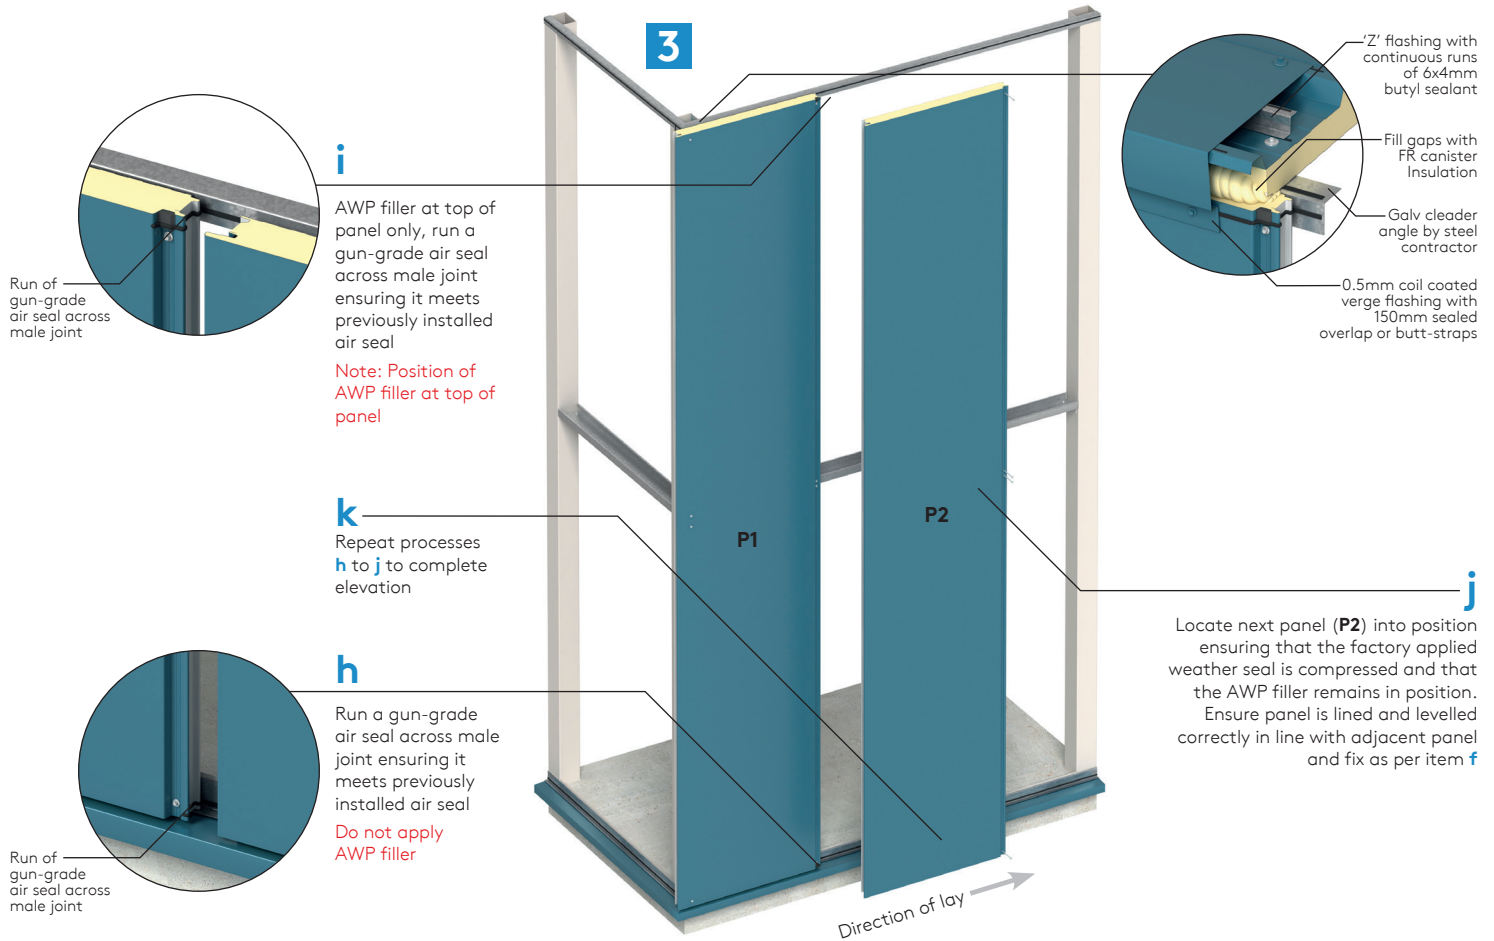 3
i
AWP filler at top of
panel only, run a
gun-grade air seal
across male joint
ensuring it meets
previously installed
air seal
Note: Position of
AWP filler at top of
panel
Run of
gun-grade
air seal across
male joint
'Z' flashing with
continuous runs
of 6x4mm
butyl sealant
Fill gaps with
FR canister
Insulation
Galv cleader
angle by steel
contractor
0.5mm coil coated
verge flashing with
150mm sealed
overlap or butt-straps
k
Repeat processes
h to j to complete
elevation
P1
P2
j
Locate next panel (P2) into position
ensuring that the factory applied
weather seal is compressed and that
the AWP filler remains in position.
Ensure panel is lined and levelled
correctly in line with adjacent panel
and fix as per item f
h
Run a gun-grade
air seal across male
joint ensuring it
meets previously
installed air seal
Do not apply
AWP filler
Run of
gun-grade
air seal across
male joint
Direction of lay